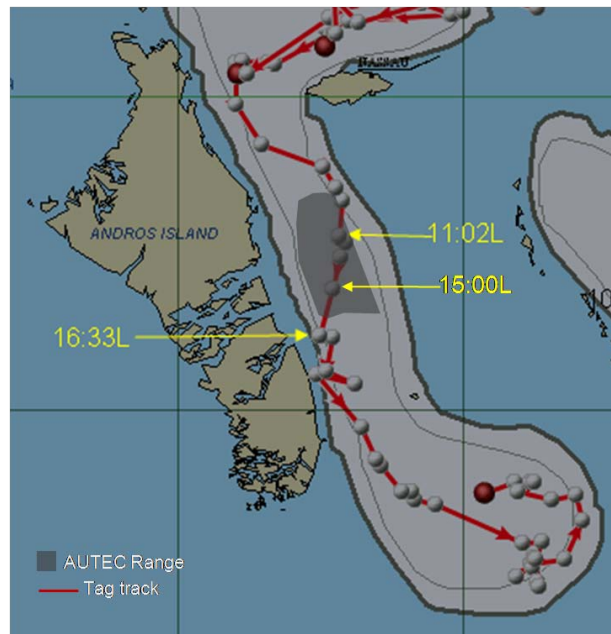 NASSAU
ANDROS ISLAND
11:02L
15:00L
16:33L
AUTEC Range
Tag track